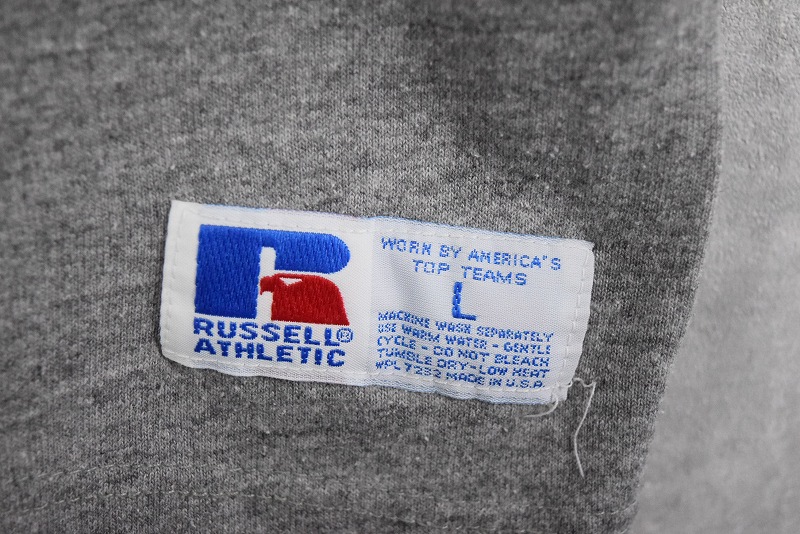 RUSSELL®
ATHLETIC
WORN BY AMERICA'S
TOP TEAMS
L
MACHINE WASH SEPARATELY
USE WARM WATER - GENTLE
CYCLE - DO NOT BLEACH
TUMBLE DRY - LOW HEAT
WPL 7232 MADE IN U.S.A.